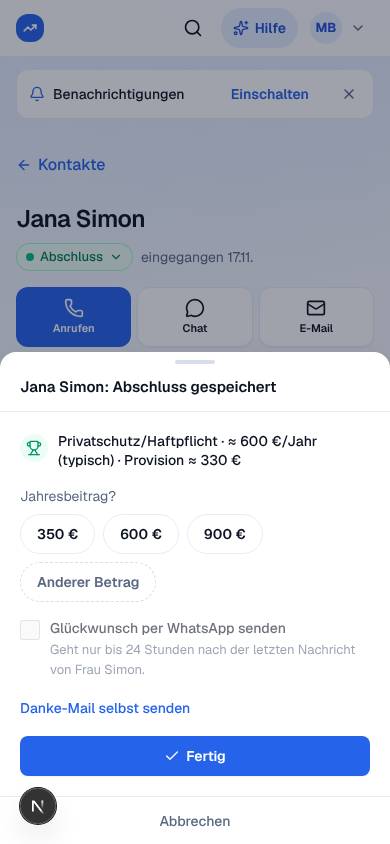 Hilfe
MB
Benachrichtigungen
Einschalten
Kontakte
Jana Simon
Abschluss
eingegangen 17.11.
Anrufen
Chat
E-Mail
Jana Simon: Abschluss gespeichert
Privatschutz/Haftpflicht · ≈ 600 €/Jahr
(typisch) · Provision ≈ 330 €
Jahresbeitrag?
350 €
600 €
900 €
Anderer Betrag
Glückwunsch per WhatsApp senden
Geht nur bis 24 Stunden nach der letzten Nachricht
von Frau Simon.
Danke-Mail selbst senden
Fertig
N
Abbrechen